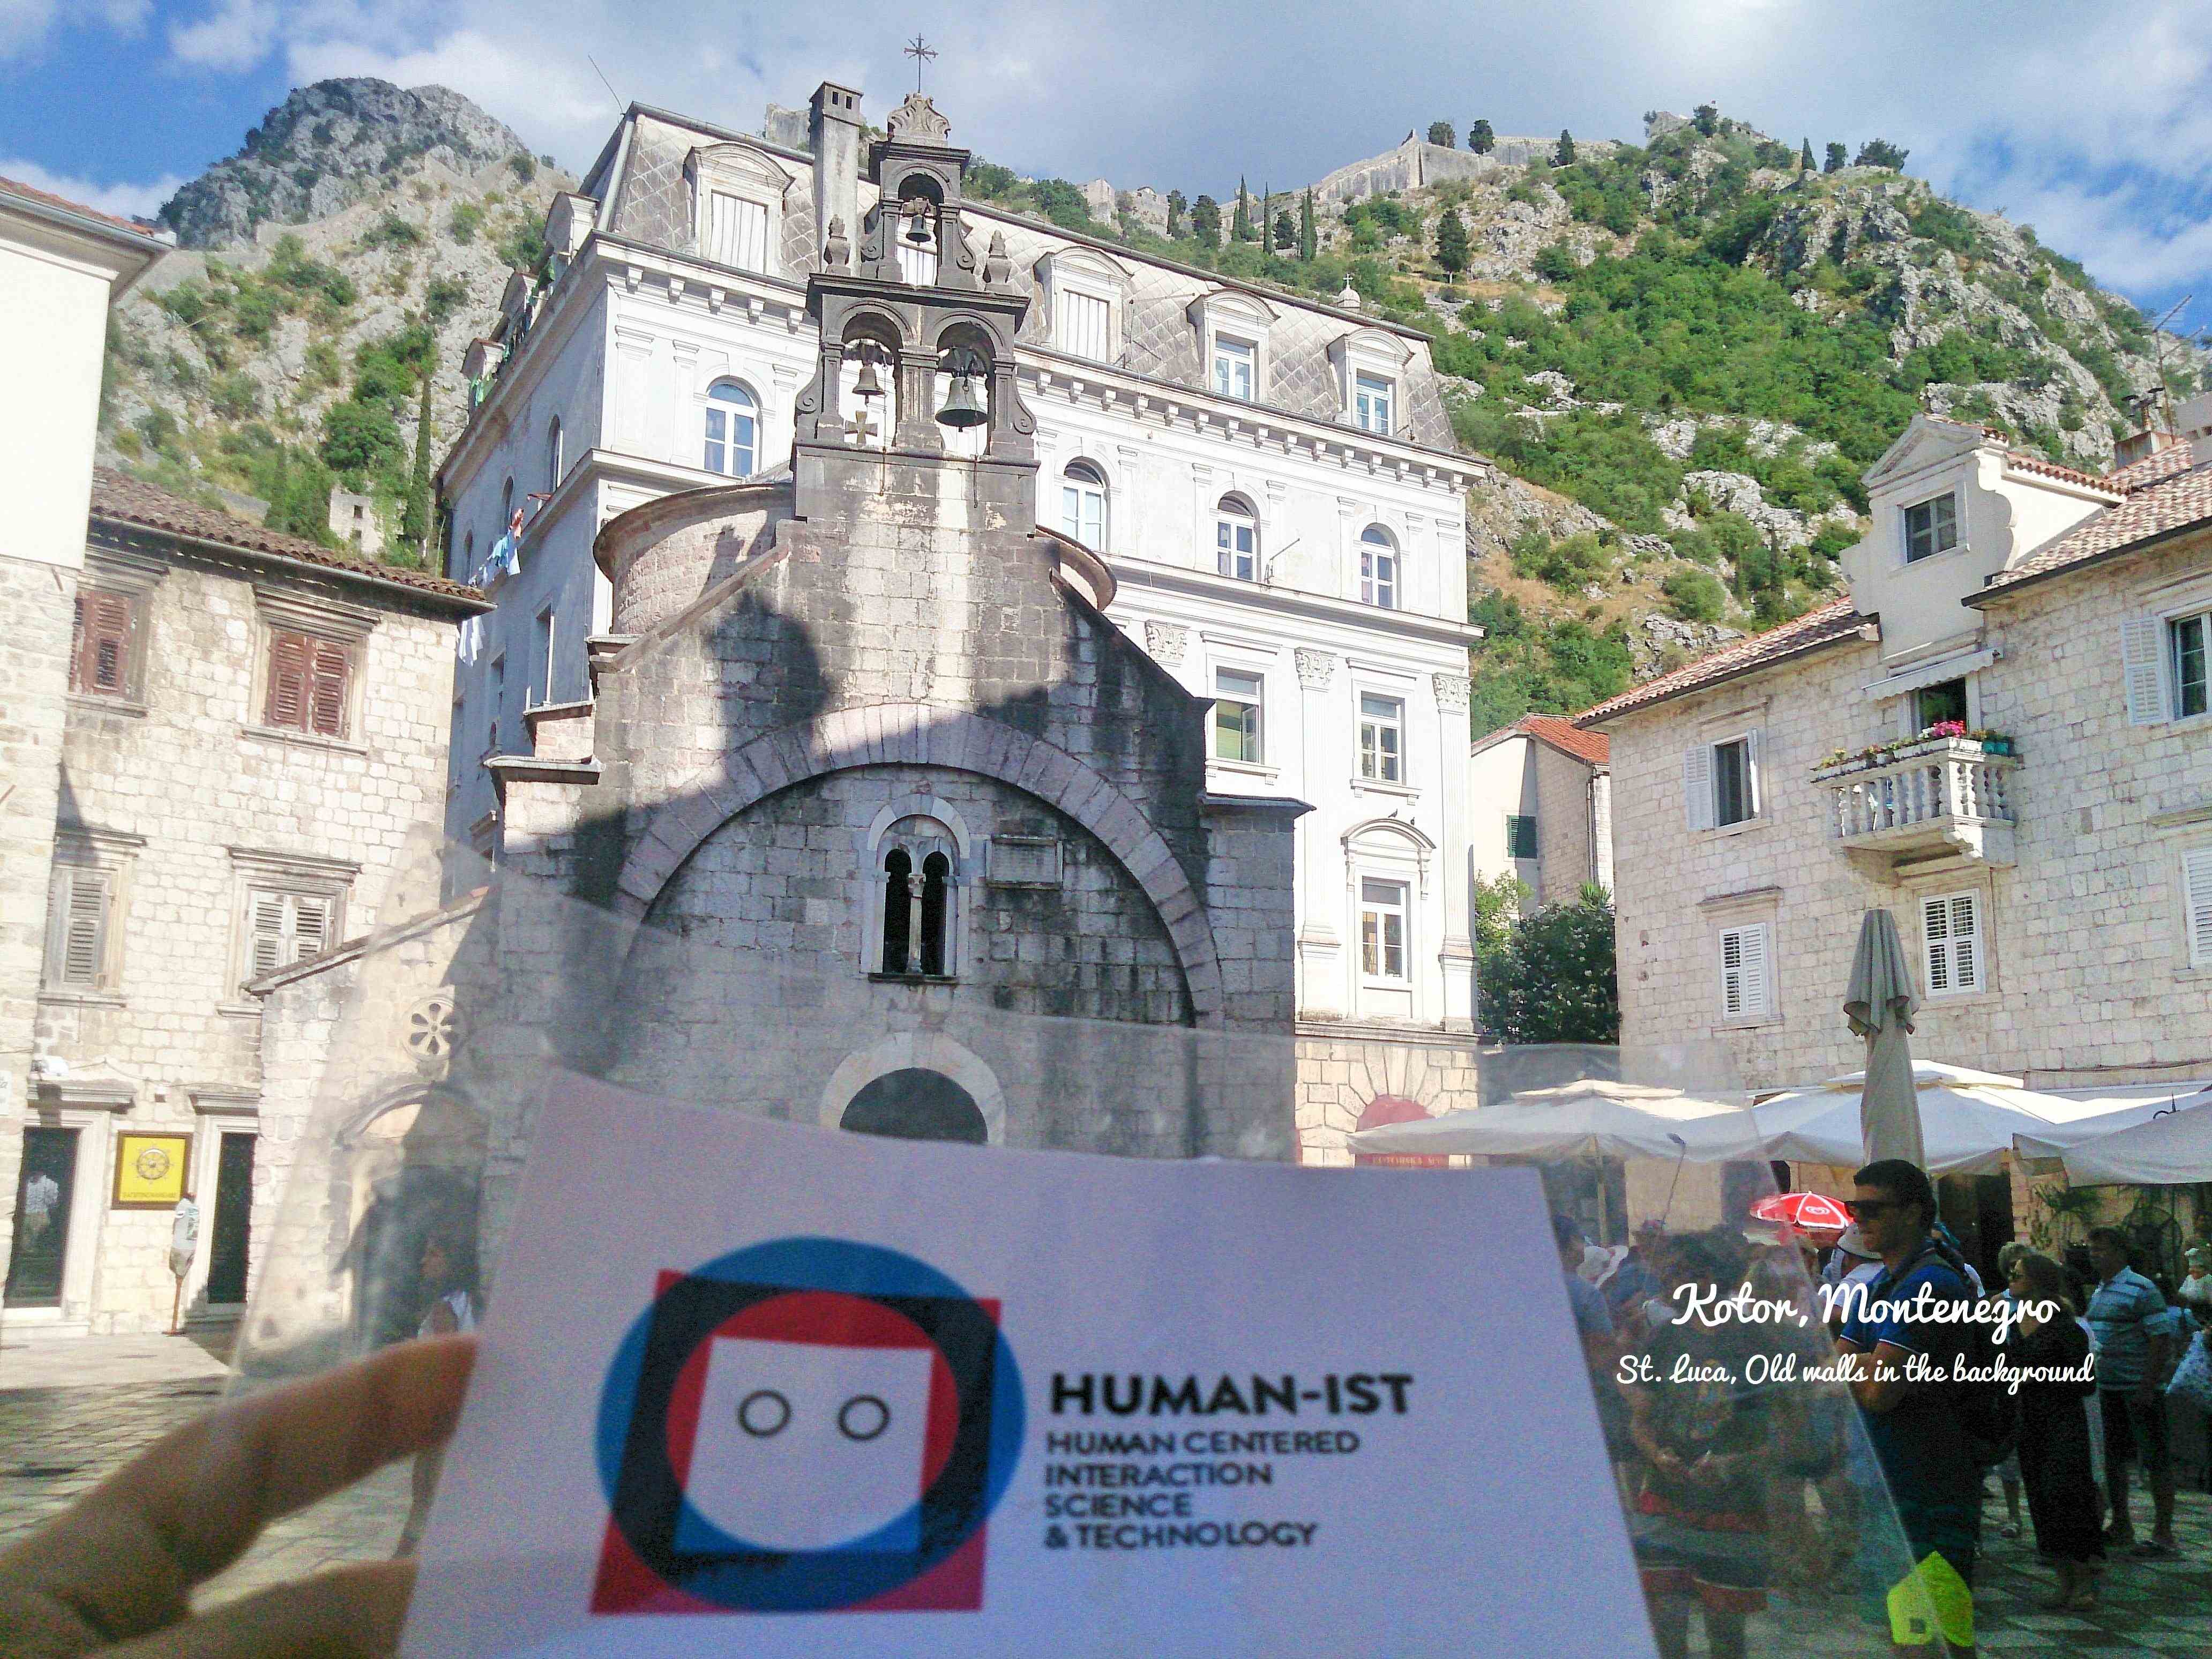 Kotor, Montenegro
St. Luca, Old walls in the background
HUMAN-IST
HUMAN CENTERED
INTERACTION
SCIENCE
& TECHNOLOGY